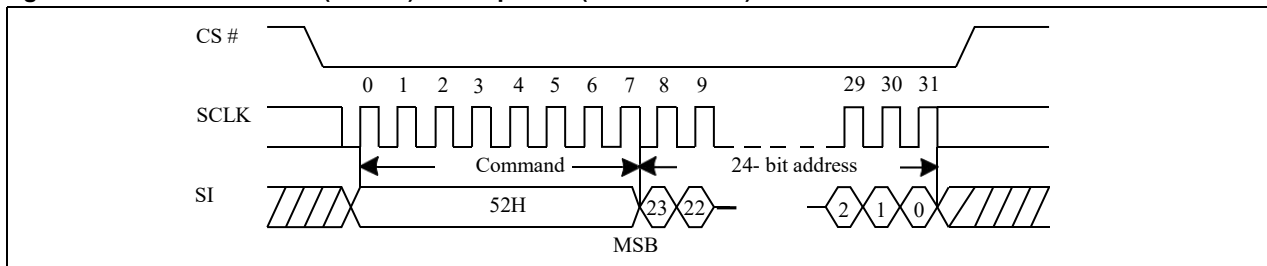 CS #
0 1 2 3 4 5 6 7 8 9 29 30 31
SCLK
Command 24- bit address
SI
52H 23 22 2 1 0
MSB